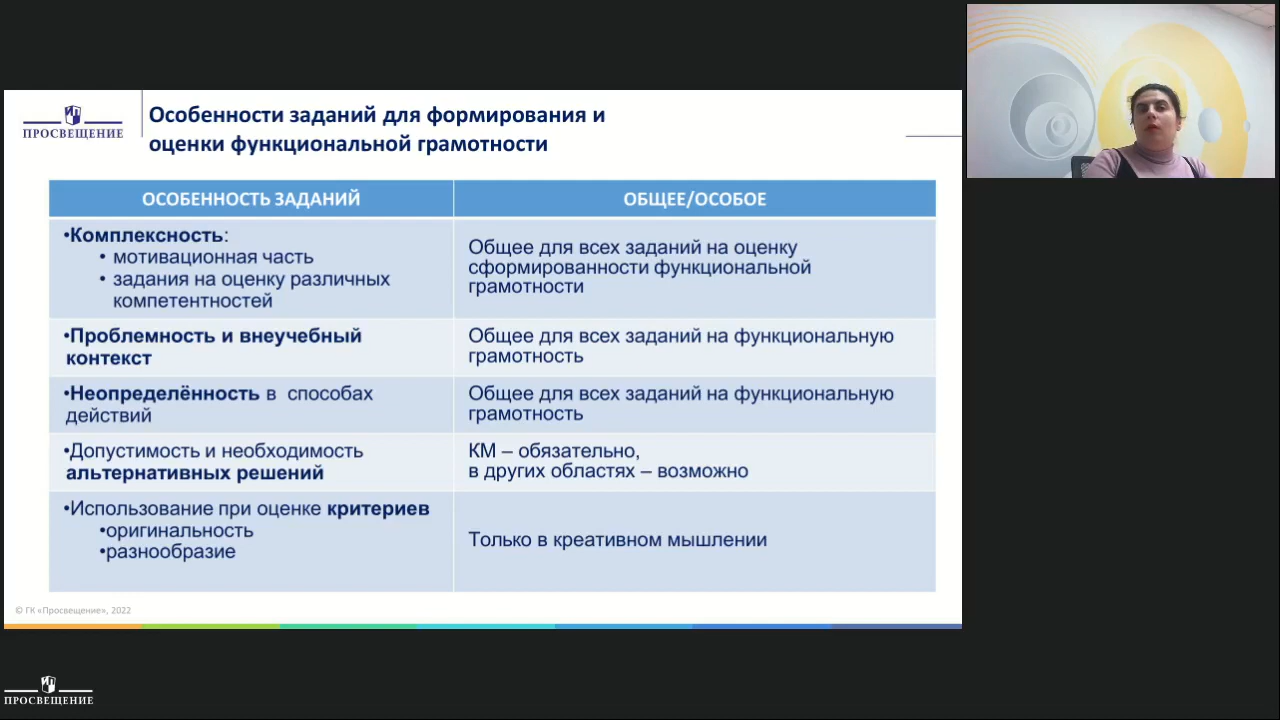 ПРОСВЕЩЕНИЕ
Особенности заданий для формирования и
оценки функциональной грамотности
ОСОБЕННОСТЬ ЗАДАНИЙ
ОБЩЕЕ/ОСОБОЕ
•Комплексность:
• мотивационная часть
• задания на оценку различных
компетентностей
Общее для всех заданий на оценку
сформированности функциональной
грамотности
•Проблемность и внеучебный
контекст
Общее для всех заданий на функциональную
грамотность
•Неопределённость в способах
действий
Общее для всех заданий на функциональную
грамотность
•Допустимость и необходимость
альтернативных решений
КМ – обязательно,
в других областях – возможно
•Использование при оценке критериев
•оригинальность
•разнообразие
Только в креативном мышлении
© ГК «Просвещение», 2022
ПРОСВЕЩЕНИЕ